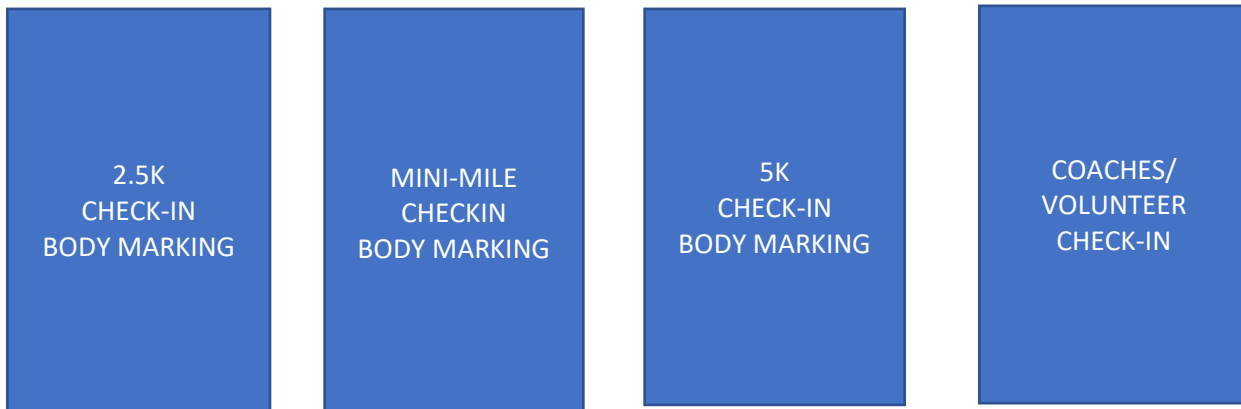 2.5K
CHECK-IN
BODY MARKING
MINI-MILE
CHECKIN
BODY MARKING
5K
CHECK-IN
BODY MARKING
COACHES/
VOLUNTEER
CHECK-IN